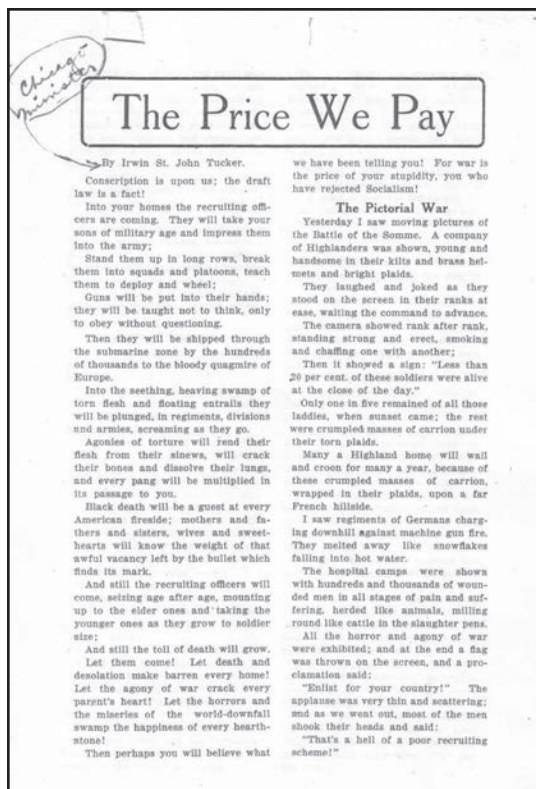 Chicago
minister
The Price We Pay
By Irwin St. John Tucker.
Conscription is upon us; the draft
law is a fact!
Into your homes the recruiting offi-
cers are coming. They will take your
sons of military age and impress them
into the army;
Stand them up in long rows, break
them into squads and platoons, teach
them to deploy and wheel;
Guns will be put into their hands;
they will be taught not to think, only
to obey without questioning.
Then they will be shipped through
the submarine zone by the hundreds
of thousands to the bloody quagmire of
Europe.
Into the seething, heaving swamp of
torn flesh and floating entrails they
will be plunged, in regiments, divisions
and armies, screaming as they go.
Agonies of torture will rend their
flesh from their sinews, will crack
their bones and dissolve their lungs,
and every pang will be multiplied in
its passage to you.
Black death will be a guest at every
American fireside; mothers and fa-
thers and sisters, wives and sweet-
hearts will know the weight of that
awful vacancy left by the bullet which
finds its mark.
And still the recruiting officers will
come, seizing age after age, mounting
up to the elder ones and taking the
younger ones as they grow to soldier
size;
And still the toll of death will grow.
Let them come! Let death and
desolation make barren every home!
Let the agony of war crack every
parent's heart! Let the horrors and
the miseries of the world-downfall
swamp the happiness of every hearth-
stone!
Then perhaps you will believe what
we have been telling you! For war is
the price of your stupidity, you who
have rejected Socialism!
The Pictorial War
Yesterday I saw moving pictures of
the Battle of the Somme. A company
of Highlanders was shown, young and
handsome in their kilts and brass hel-
mets and bright plaids.
They laughed and joked as they
stood on the screen in their ranks at
ease, waiting the command to advance.
The camera showed rank after rank,
standing strong and erect, smoking
and chaffing one with another;
Then it showed a sign: "Less than
20 per cent. of these soldiers were alive
at the close of the day."
Only one in five remained of all those
laddies, when sunset came; the rest
were crumpled masses of carrion under
their torn plaids.
Many a Highland home will wail
and croon for many a year, because of
these crumpled masses of carrion,
wrapped in their plaids, upon a far
French hillside.
I saw regiments of Germans charg-
ing downhill against machine gun fire.
They melted away like snowflakes
falling into hot water.
The hospital camps were shown
with hundreds and thousands of woun-
ded men in all stages of pain and suf-
fering, herded like animals, milling
round like cattle in the slaughter pens.
All the horror and agony of war
were exhibited; and at the end a flag
was thrown on the screen, and a pro-
clamation said:
"Enlist for your country!" The
applause was very thin and scattering;
and as we went out, most of the men
shook their heads and said:
"That's a hell of a poor recruiting
scheme!"